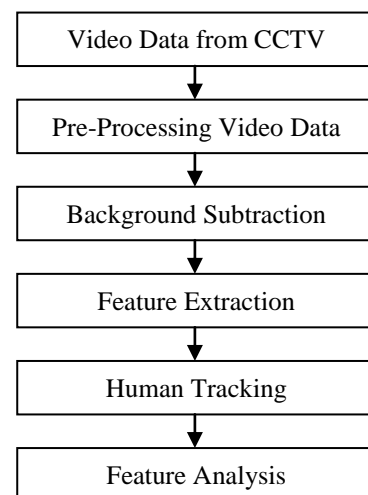 Video Data from CCTV
Pre-Processing Video Data
Background Subtraction
Feature Extraction
Human Tracking
Feature Analysis